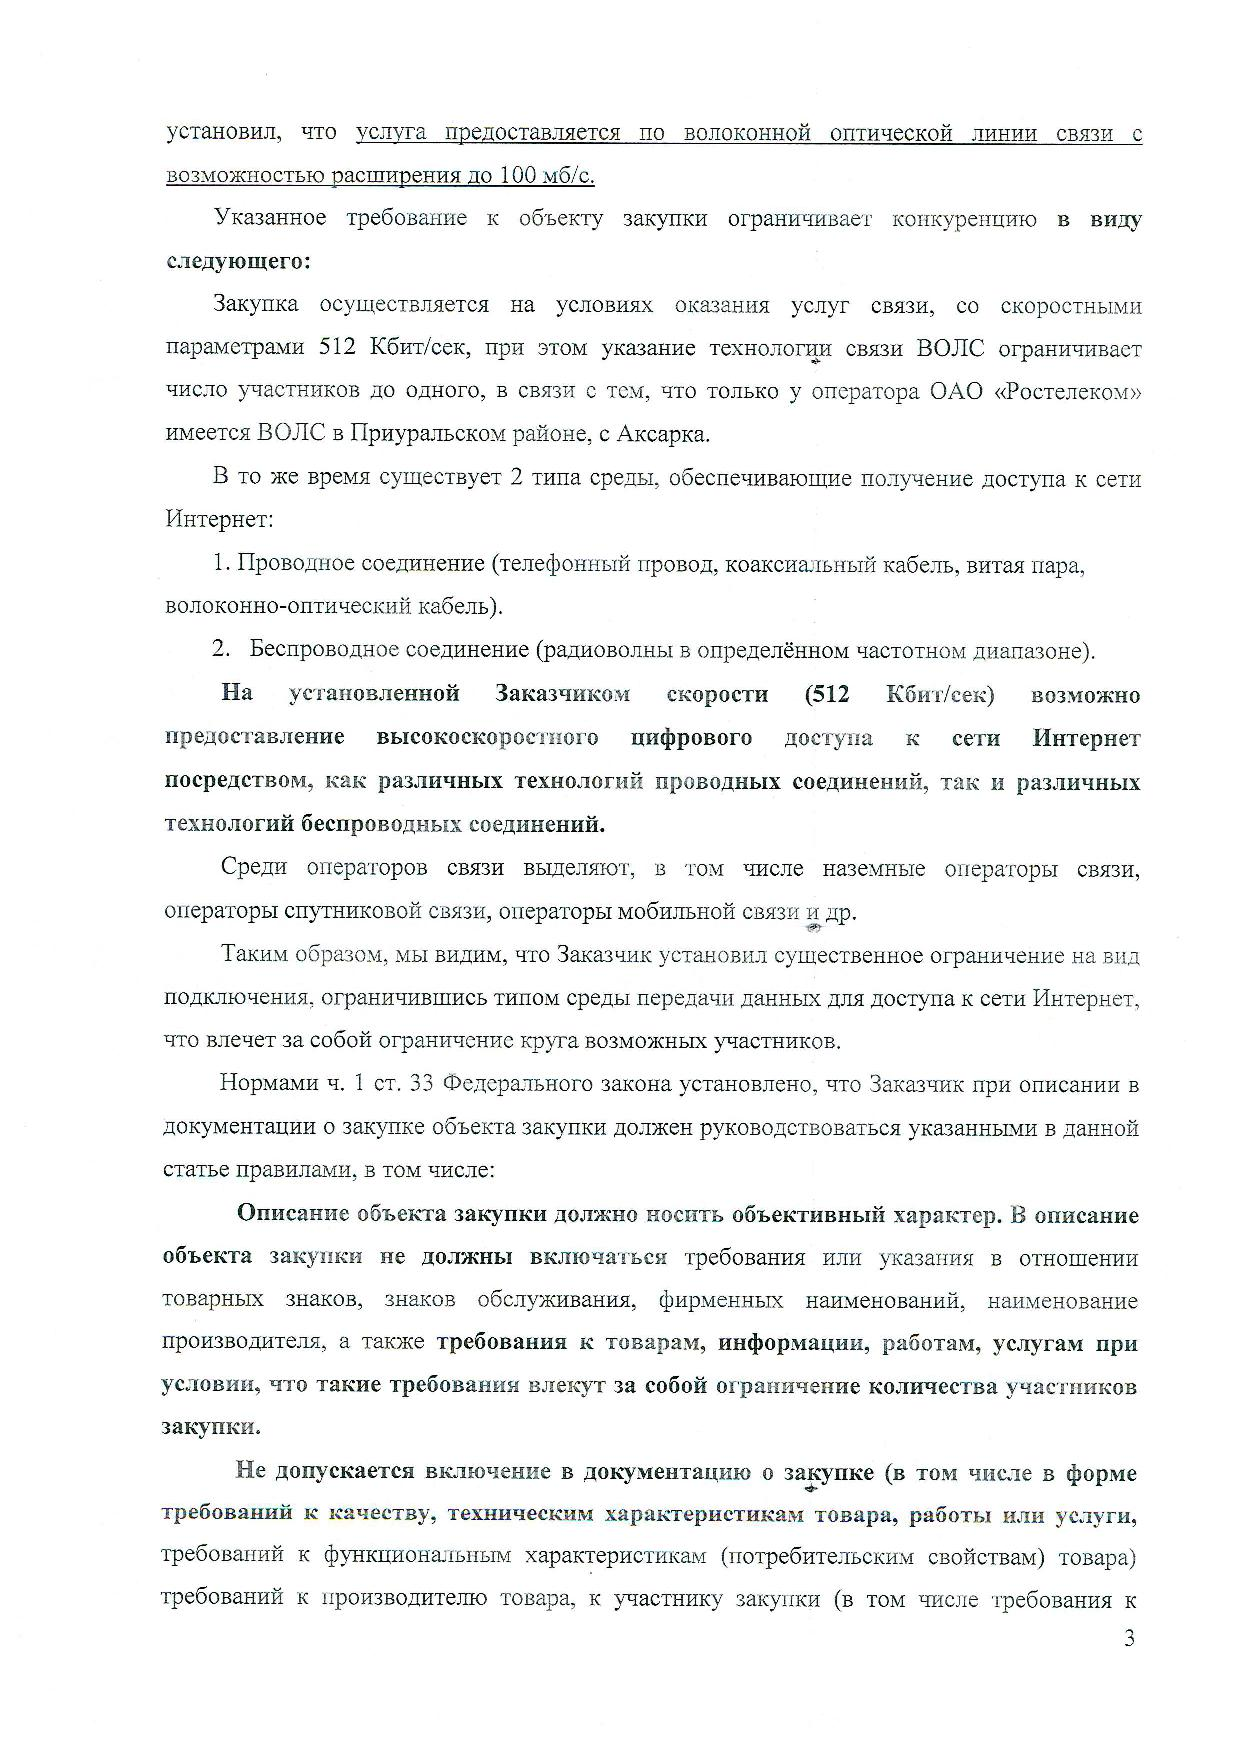 установил, что услуга предоставляется по волоконной оптической линии связи с
возможностью расширения до 100 мб/с.
Указанное требование к объекту закупки ограничивает конкуренцию в виду
следующего:
Закупка осуществляется на условиях оказания услуг связи, со скоростными
параметрами 512 Кбит/сек, при этом указание технологии связи ВОЛС ограничивает
число участников до одного, в связи с тем, что только у оператора ОАО «Ростелеком»
имеется ВОЛС в Приуральском районе, с Аксарка.
В то же время существует 2 типа среды, обеспечивающие получение доступа к сети
Интернет:
1. Проводное соединение (телефонный провод, коаксиальный кабель, витая пара,
волоконно-оптический кабель).
2. Беспроводное соединение (радиоволны в определённом частотном диапазоне).
На установленной Заказчиком скорости (512 Кбит/сек) возможно
предоставление высокоскоростного цифрового доступа к сети Интернет
посредством, как различных технологий проводных соединений, так и различных
технологий беспроводных соединений.
Среди операторов связи выделяют, в том числе наземные операторы связи,
операторы спутниковой связи, операторы мобильной связи и др.
Таким образом, мы видим, что Заказчик установил существенное ограничение на вид
подключения, ограничившись типом среды передачи данных для доступа к сети Интернет,
что влечет за собой ограничение круга возможных участников.
Нормами ч. 1 ст. 33 Федерального закона установлено, что Заказчик при описании в
документации о закупке объекта закупки должен руководствоваться указанными в данной
статье правилами, в том числе:
Описание объекта закупки должно носить объективный характер. В описание
объекта закупки не должны включаться требования или указания в отношении
товарных знаков, знаков обслуживания, фирменных наименований, наименование
производителя, а также требования к товарам, информации, работам, услугам при
условии, что такие требования влекут за собой ограничение количества участников
закупки.
Не допускается включение в документацию о закупке (в том числе в форме
требований к качеству, техническим характеристикам товара, работы или услуги,
требований к функциональным характеристикам (потребительским свойствам) товара)
требований к производителю товара, к участнику закупки (в том числе требования к
3